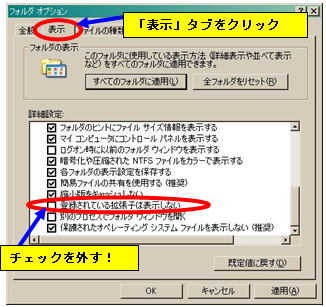 フォルダ オプション
「表示」タブをクリック
全般 表示 ファイルの種類
フォルダの表示
このフォルダに使用している表示方法 (詳細表示や並べて表示
など) をすべてのフォルダに適用できます。
すべてのフォルダに適用(L) 全フォルダをリセット(R)
詳細設定:
フォルダのヒントにファイル サイズ情報を表示する
マイ コンピュータにコントロール パネルを表示する
ログオン時に以前のフォルダ ウィンドウを表示する
暗号化や圧縮された NTFS ファイルをカラーで表示する
各フォルダの表示設定を保存する
簡易ファイルの共有を使用する (推奨)
縮小版をキャッシュしない
登録されている拡張子は表示しない
別のプロセスでフォルダ ウィンドウを開く
保護されたオペレーティング システム ファイルを表示しない (推奨)
チェックを外す!
既定値に戻す(D)
OK キャンセル 適用(A)